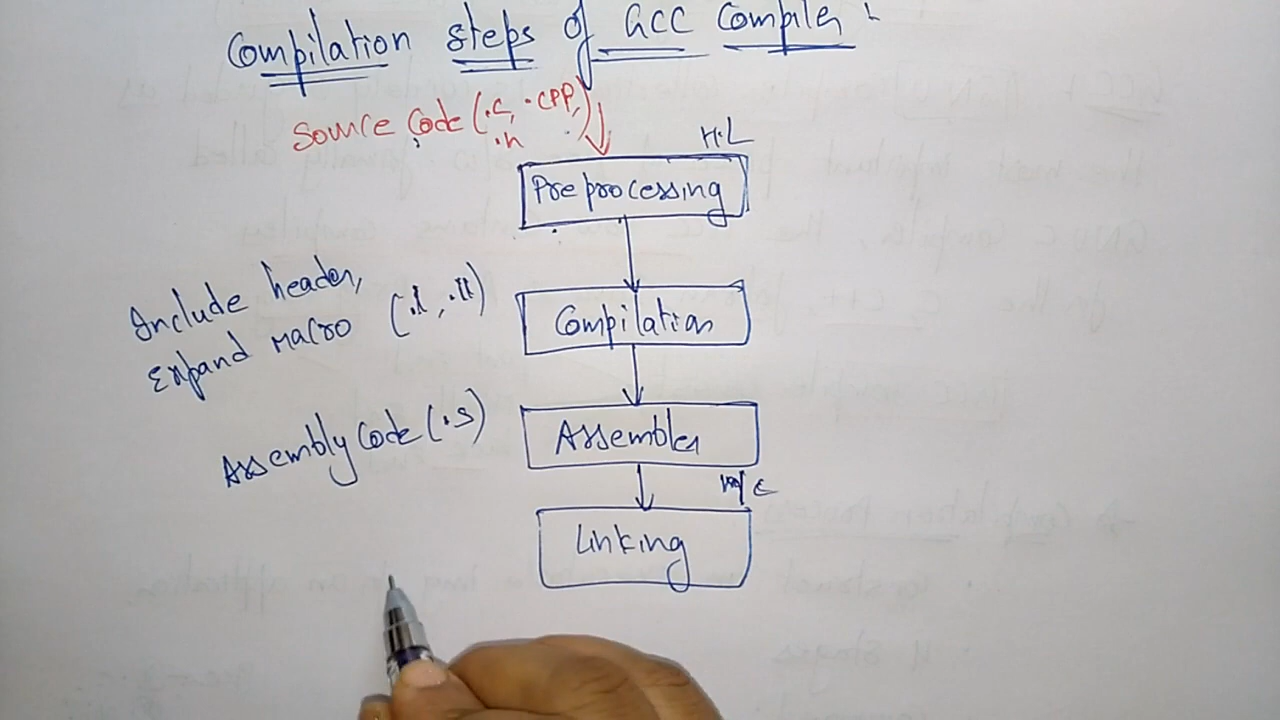 Compilation steps of GCC Compiler :
Source Code (.c, .cpp,
.h )
H.L
Preprocessing
Include header,
Expand Macro (.i, .ii)
Compilation
Assembly Code (.s)
Assembler
M/c
Linking